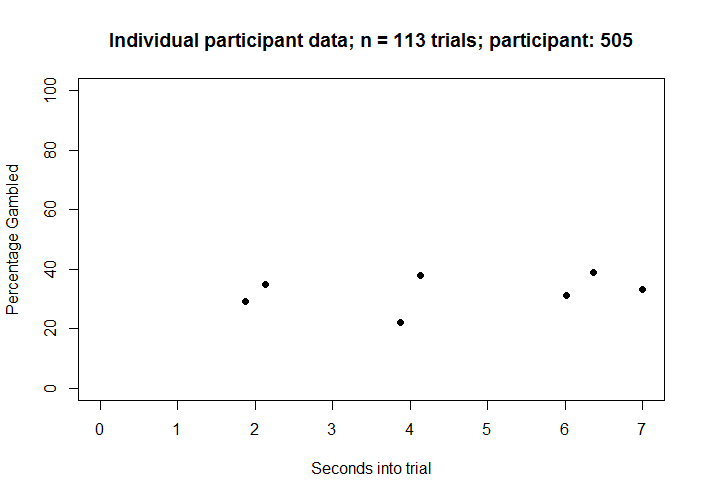 Individual participant data; n = 113 trials; participant: 505
Percentage Gambled
100
80
60
40
20
0
0 1 2 3 4 5 6 7
Seconds into trial